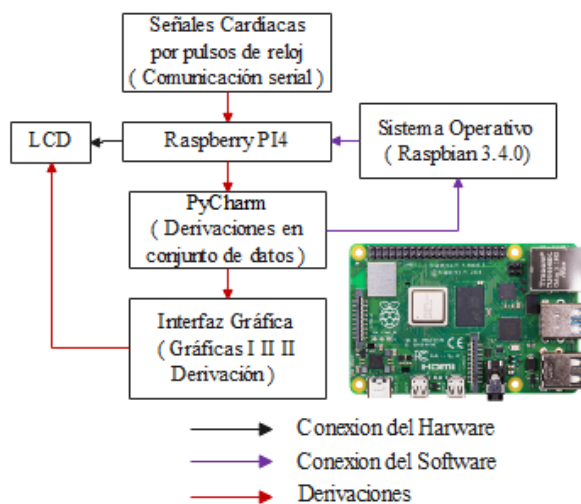 Señales Cardiacas
por pulsos de reloj
( Comunicación serial)
LCD
Raspberry PI4
Sistema Operativo
( Raspbian 3.4.0)
PyCharm
( Derivaciones en
conjunto de datos)
Interfaz Gráfica
( Gráficas I II II
Derivación)
HDMI
Conexion del Harware
Conexion del Software
Derivaciones